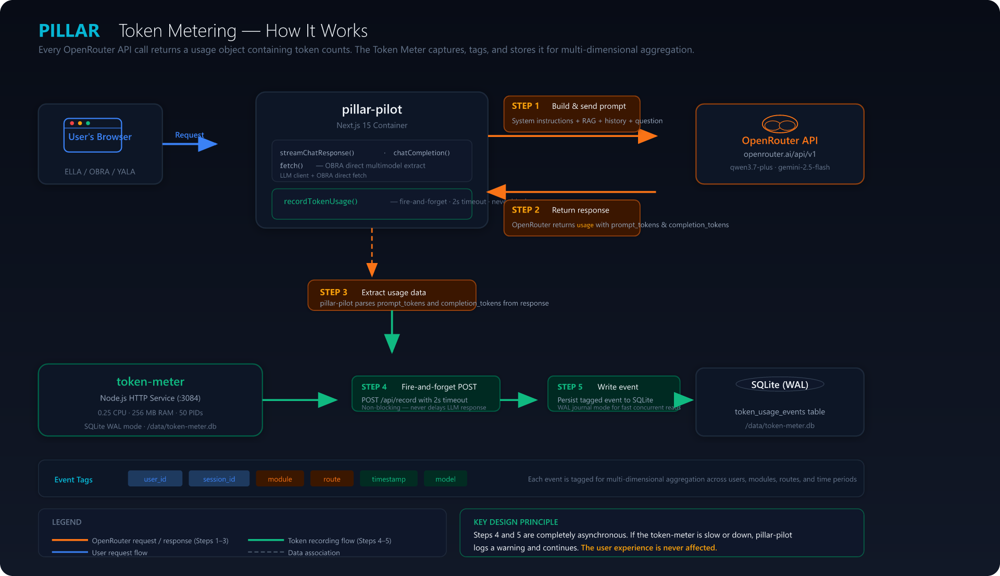 PILLAR Token Metering — How It Works
Every OpenRouter API call returns a usage object containing token counts. The Token Meter captures, tags, and stores it for multi-dimensional aggregation.
User's Browser
ELLA / OBRA / YALA
Request
pillar-pilot
Next.js 15 Container
streamChatResponse() · chatCompletion()
fetch() — OBRA direct multimodel extract
LLM client + OBRA direct fetch
recordTokenUsage() — fire-and-forget · 2s timeout ·
STEP 1 Build & send prompt
System instructions + RAG + history + question
STEP 2 Return response
OpenRouter returns usage with prompt_tokens & completion_tokens
OpenRouter API
openrouter.ai/api/v1
qwen3.7-plus · gemini-2.5-flash
STEP 3 Extract usage data
pillar-pilot parses prompt_tokens and completion_tokens from response
token-meter
Node.js HTTP Service (:3084)
0.25 CPU · 256 MB RAM · 50 PIDs
SQLite WAL mode · /data/token-meter.db
STEP 4 Fire-and-forget POST
POST /api/record with 2s timeout
Non-blocking — never delays LLM response
STEP 5 Write event
Persist tagged event to SQLite
WAL journal mode for fast concurrent reads
SQLite (WAL)
token_usage_events table
/data/token-meter.db
Event Tags user_id session_id module route timestamp model Each event is tagged for multi-dimensional aggregation across users, modules, routes, and time periods
LEGEND
OpenRouter request / response (Steps 1–3)
Token recording flow (Steps 4–5)
User request flow
Data association
KEY DESIGN PRINCIPLE
Steps 4 and 5 are completely asynchronous. If the token-meter is slow or down, pillar-pilot
logs a warning and continues. The user experience is never affected.